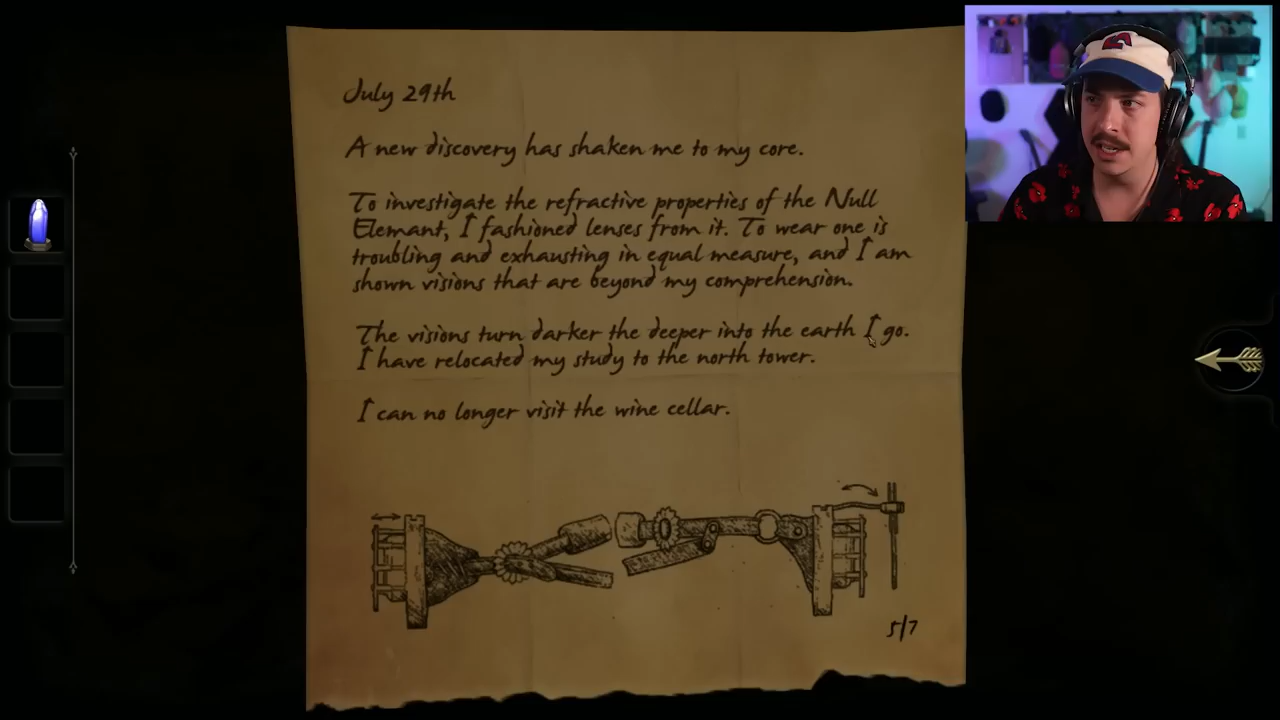 July 29th
A new discovery has shaken me to my core.
To investigate the refractive properties of the Null
Elemant, I fashioned lenses from it. To wear one is
troubling and exhausting in equal measure, and I am
shown visions that are beyond my comprehension.
The visions turn darker the deeper into the earth I go.
I have relocated my study to the north tower.
I can no longer visit the wine cellar.
5/7